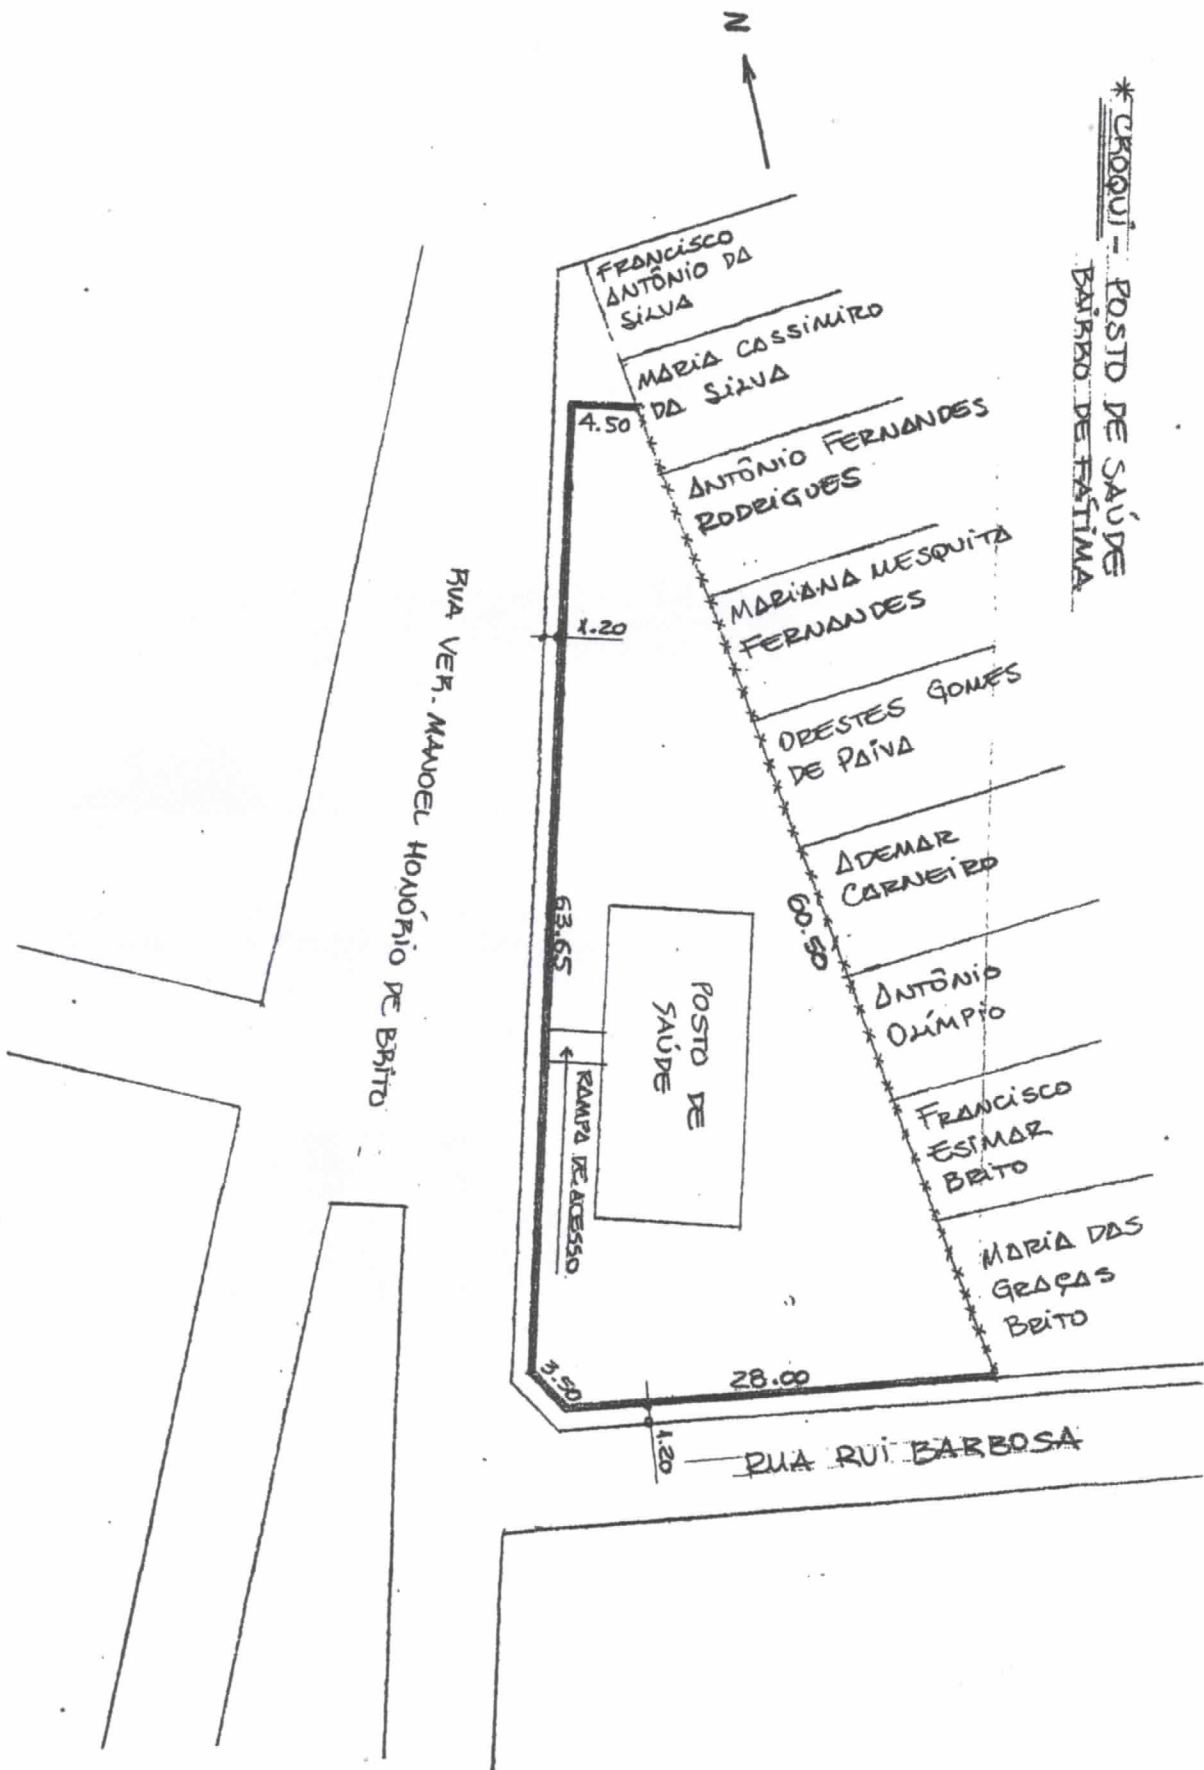 * CROQUI - POSTO DE SAÚDE
BAIRRO DE FÁTIMA
N
FRANCISCO
ANTÔNIO DA
SILVA
MARIA CASSIMIRO
DA SILVA
ANTÔNIO FERNANDES
RODRIGUES
MARIANA MESQUITA
FERNANDES
ORESTES GOMES
DE PAIVA
ADEMAR
CARNEIRO
ANTÔNIO
OLÍMPIO
FRANCISCO
ESIMAR
BRITO
MARIA DAS
GRAÇAS
BRITO
4.50
1.20
63.65
60.50
POSTO DE
SAÚDE
RAMPA DE ACESSO
RUA VER. MANOEL HONÓRIO DE BRITO
3.50
28.00
1.20
RUA RUI BARBOSA